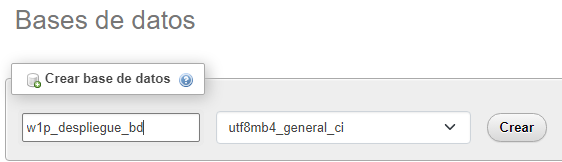 Bases de datos
Crear base de datos
w1p_despliegue_bd utf8mb4_general_ci Crear